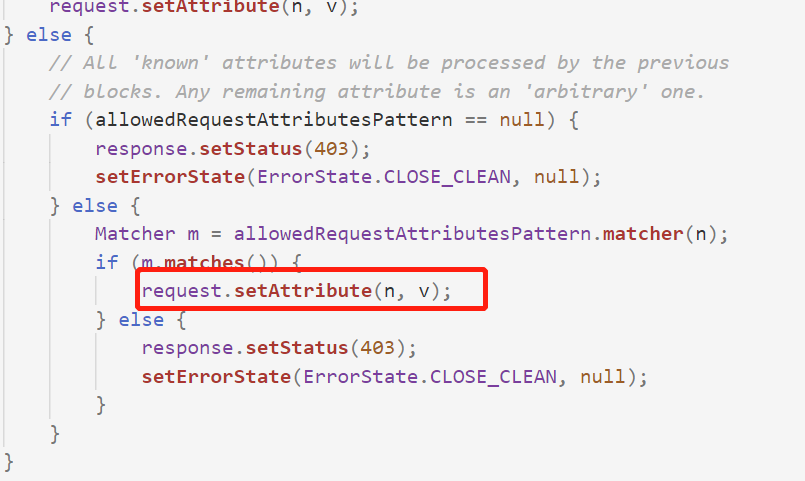 request.setAttribute(n, v);
} else {
// All 'known' attributes will be processed by the previous
// blocks. Any remaining attribute is an 'arbitrary' one.
if (allowedRequestAttributesPattern == null) {
response.setStatus(403);
setErrorState(ErrorState.CLOSE_CLEAN, null);
} else {
Matcher m = allowedRequestAttributesPattern.matcher(n);
if (m.matches()) {
request.setAttribute(n, v);
} else {
response.setStatus(403);
setErrorState(ErrorState.CLOSE_CLEAN, null);
}
}
}